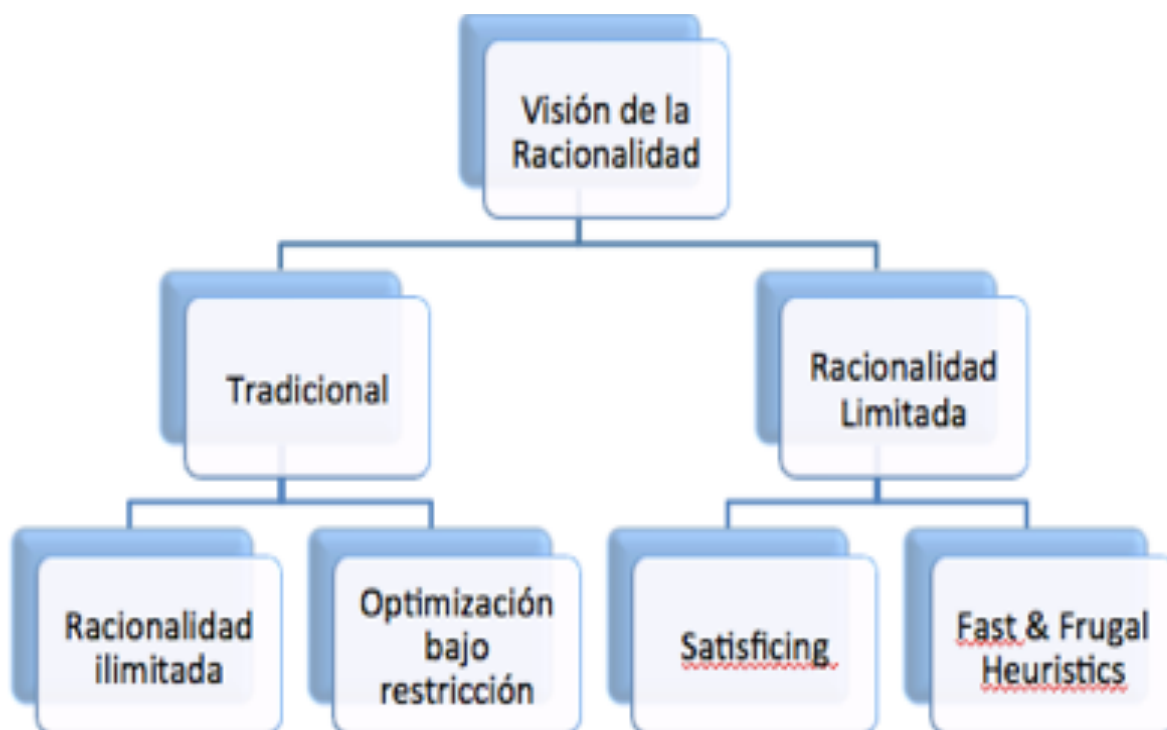 Visión de la
Racionalidad
Tradicional
Racionalidad
Limitada
Racionalidad
ilimitada
Optimización
bajo
restricción
Satisficing
Fast & Frugal
Heuristics